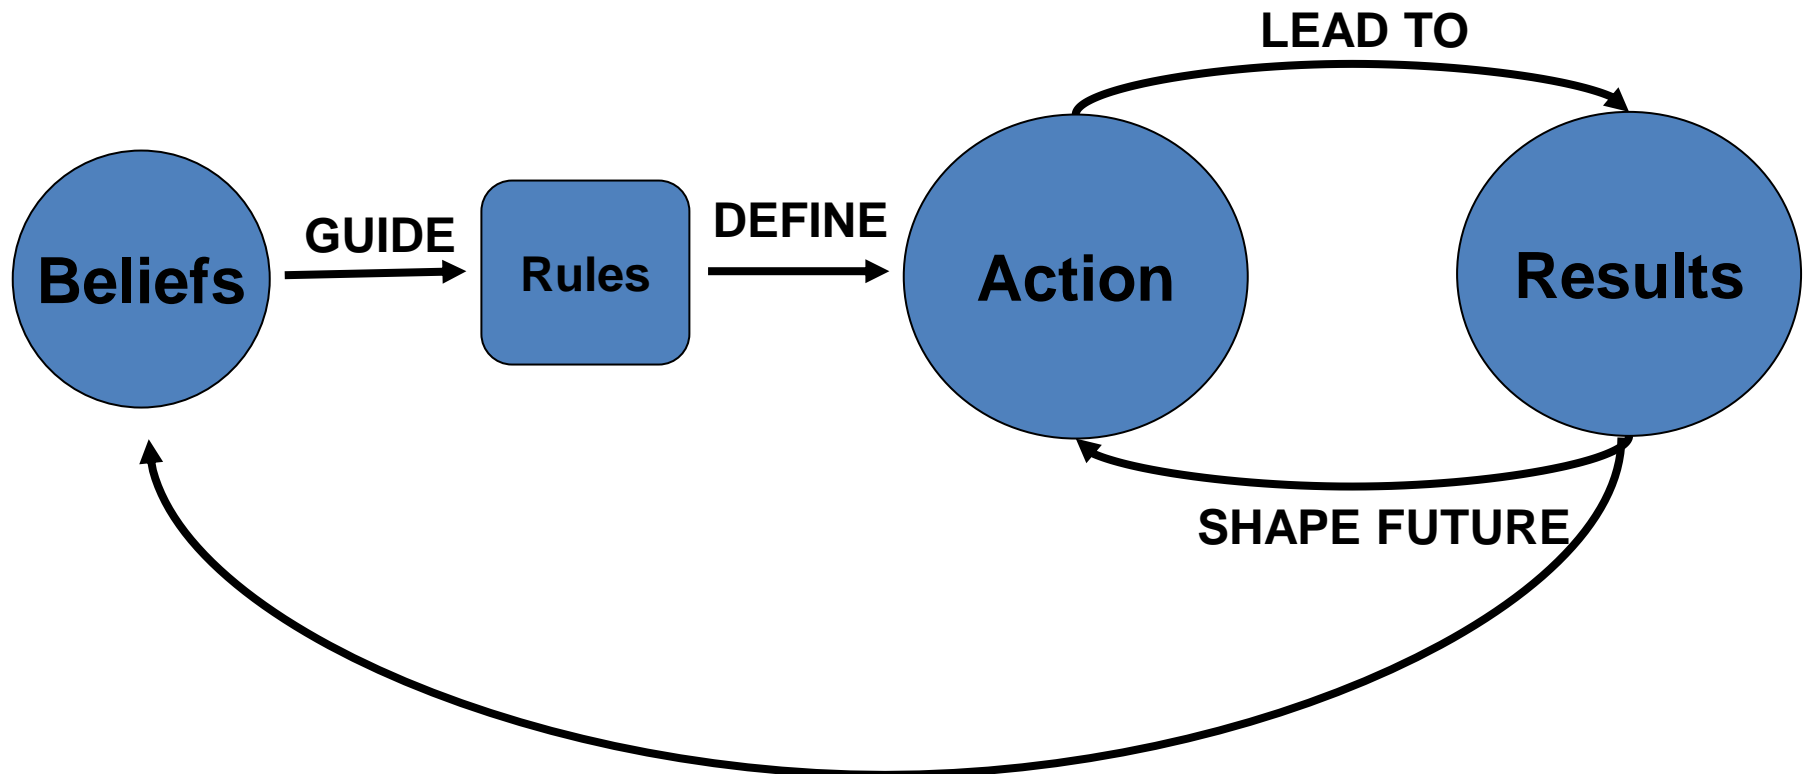 LEAD TO
Beliefs
GUIDE
Rules
DEFINE
Action
Results
SHAPE FUTURE